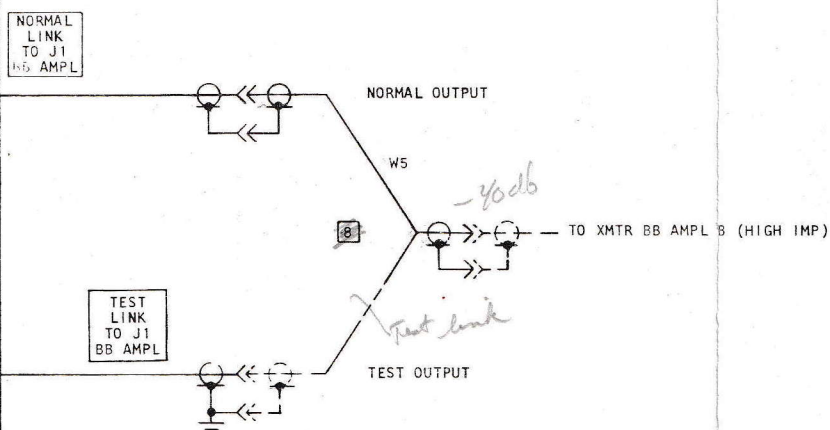 NORMAL
LINK
TO J1
BB AMPL
NORMAL OUTPUT
W5
-40db
8
TO XMTR BB AMPL B (HIGH IMP)
TEST
LINK
TO J1
BB AMPL
Test link
TEST OUTPUT